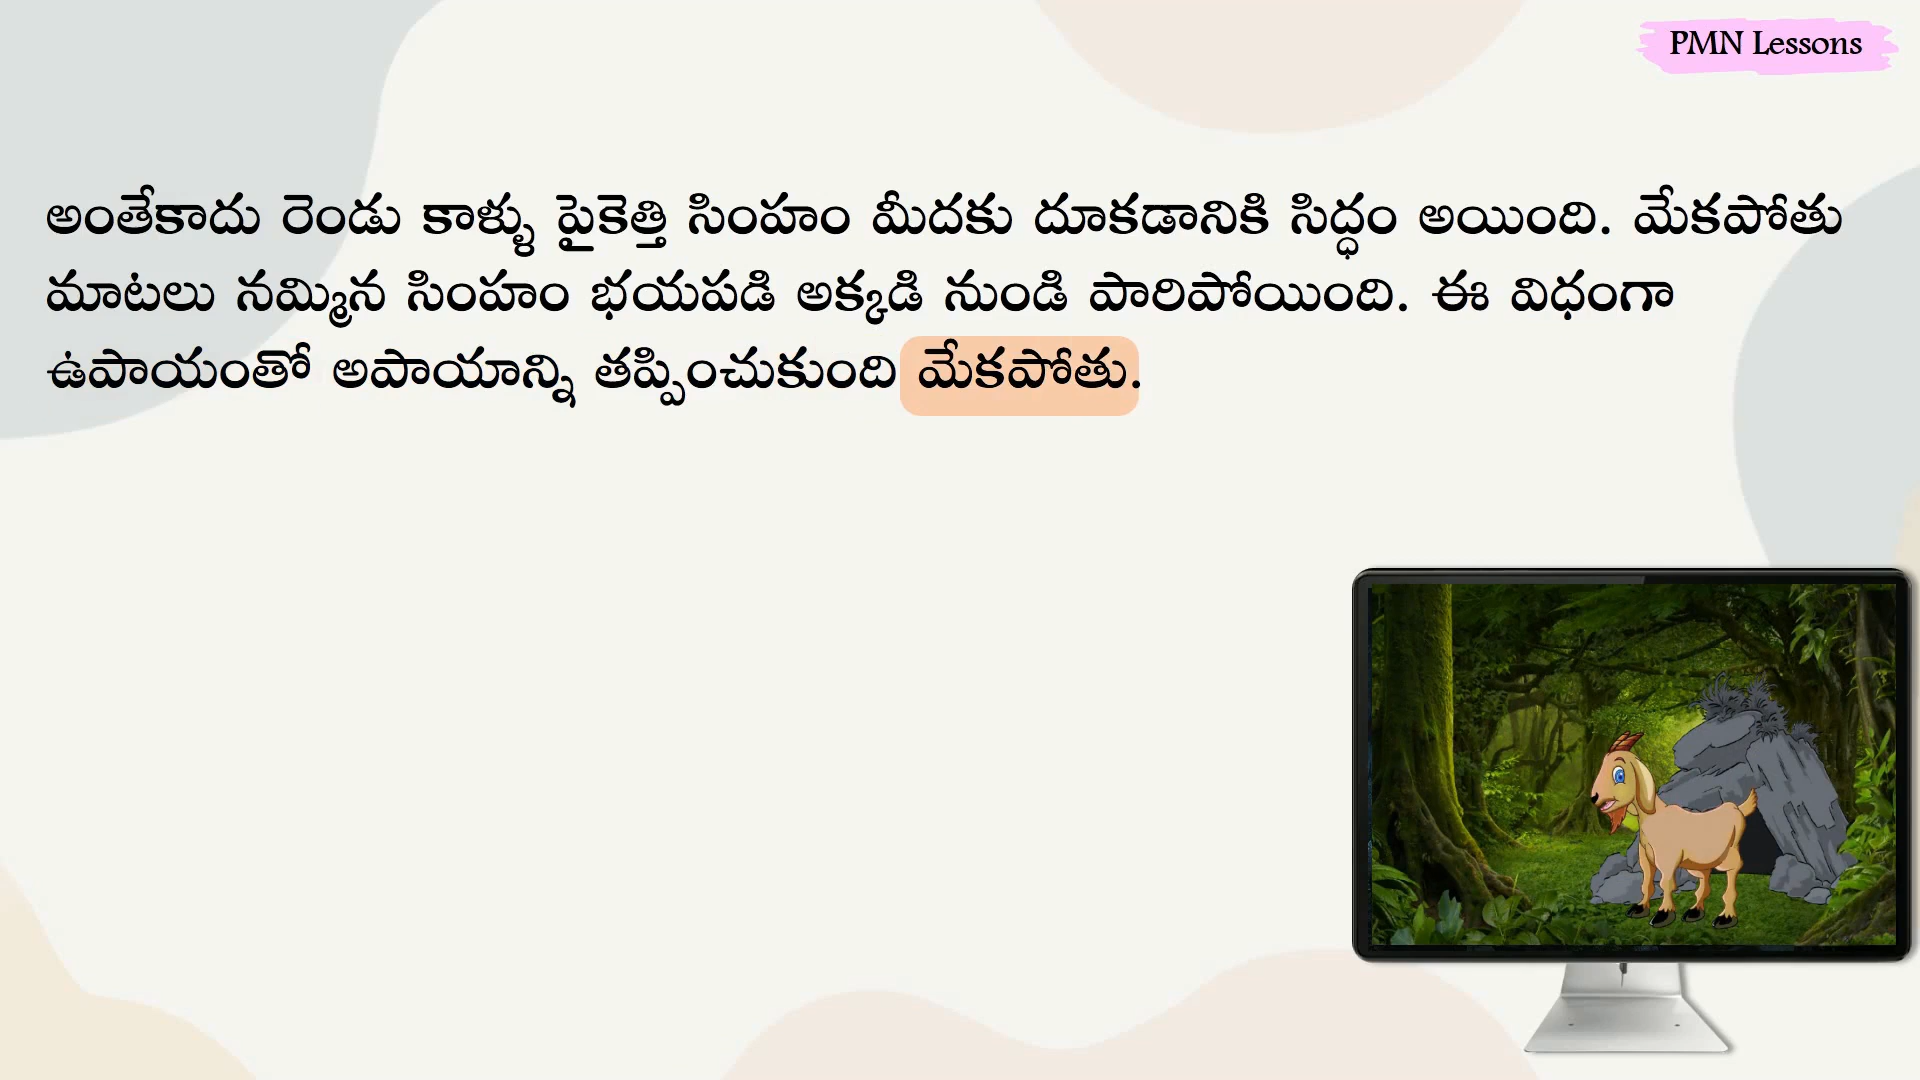 PMN Lessons
అంతేకాదు రెండు కాళ్ళు పైకెత్తి సింహం మీదకు దూకడానికి సిద్ధం అయింది. మేకపోతు
మాటలు నమ్మిన సింహం భయపడి అక్కడి నుండి పారిపోయింది. ఈ విధంగా
ఉపాయంతో అపాయాన్ని తప్పించుకుంది మేకపోతు.